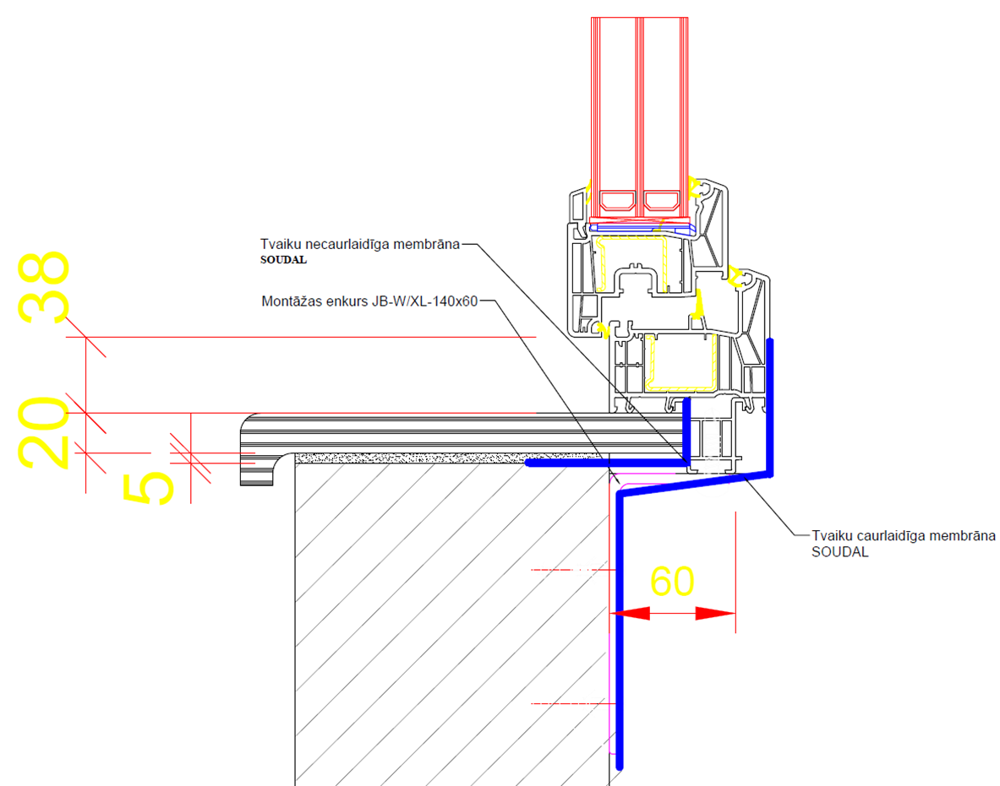 Tvaiku necaurlaidīga membrāna
SOUDAL
Montāžas enkurs JB-W/XL-140x60
38
20
5
Tvaiku caurlaidīga membrāna
SOUDAL
60